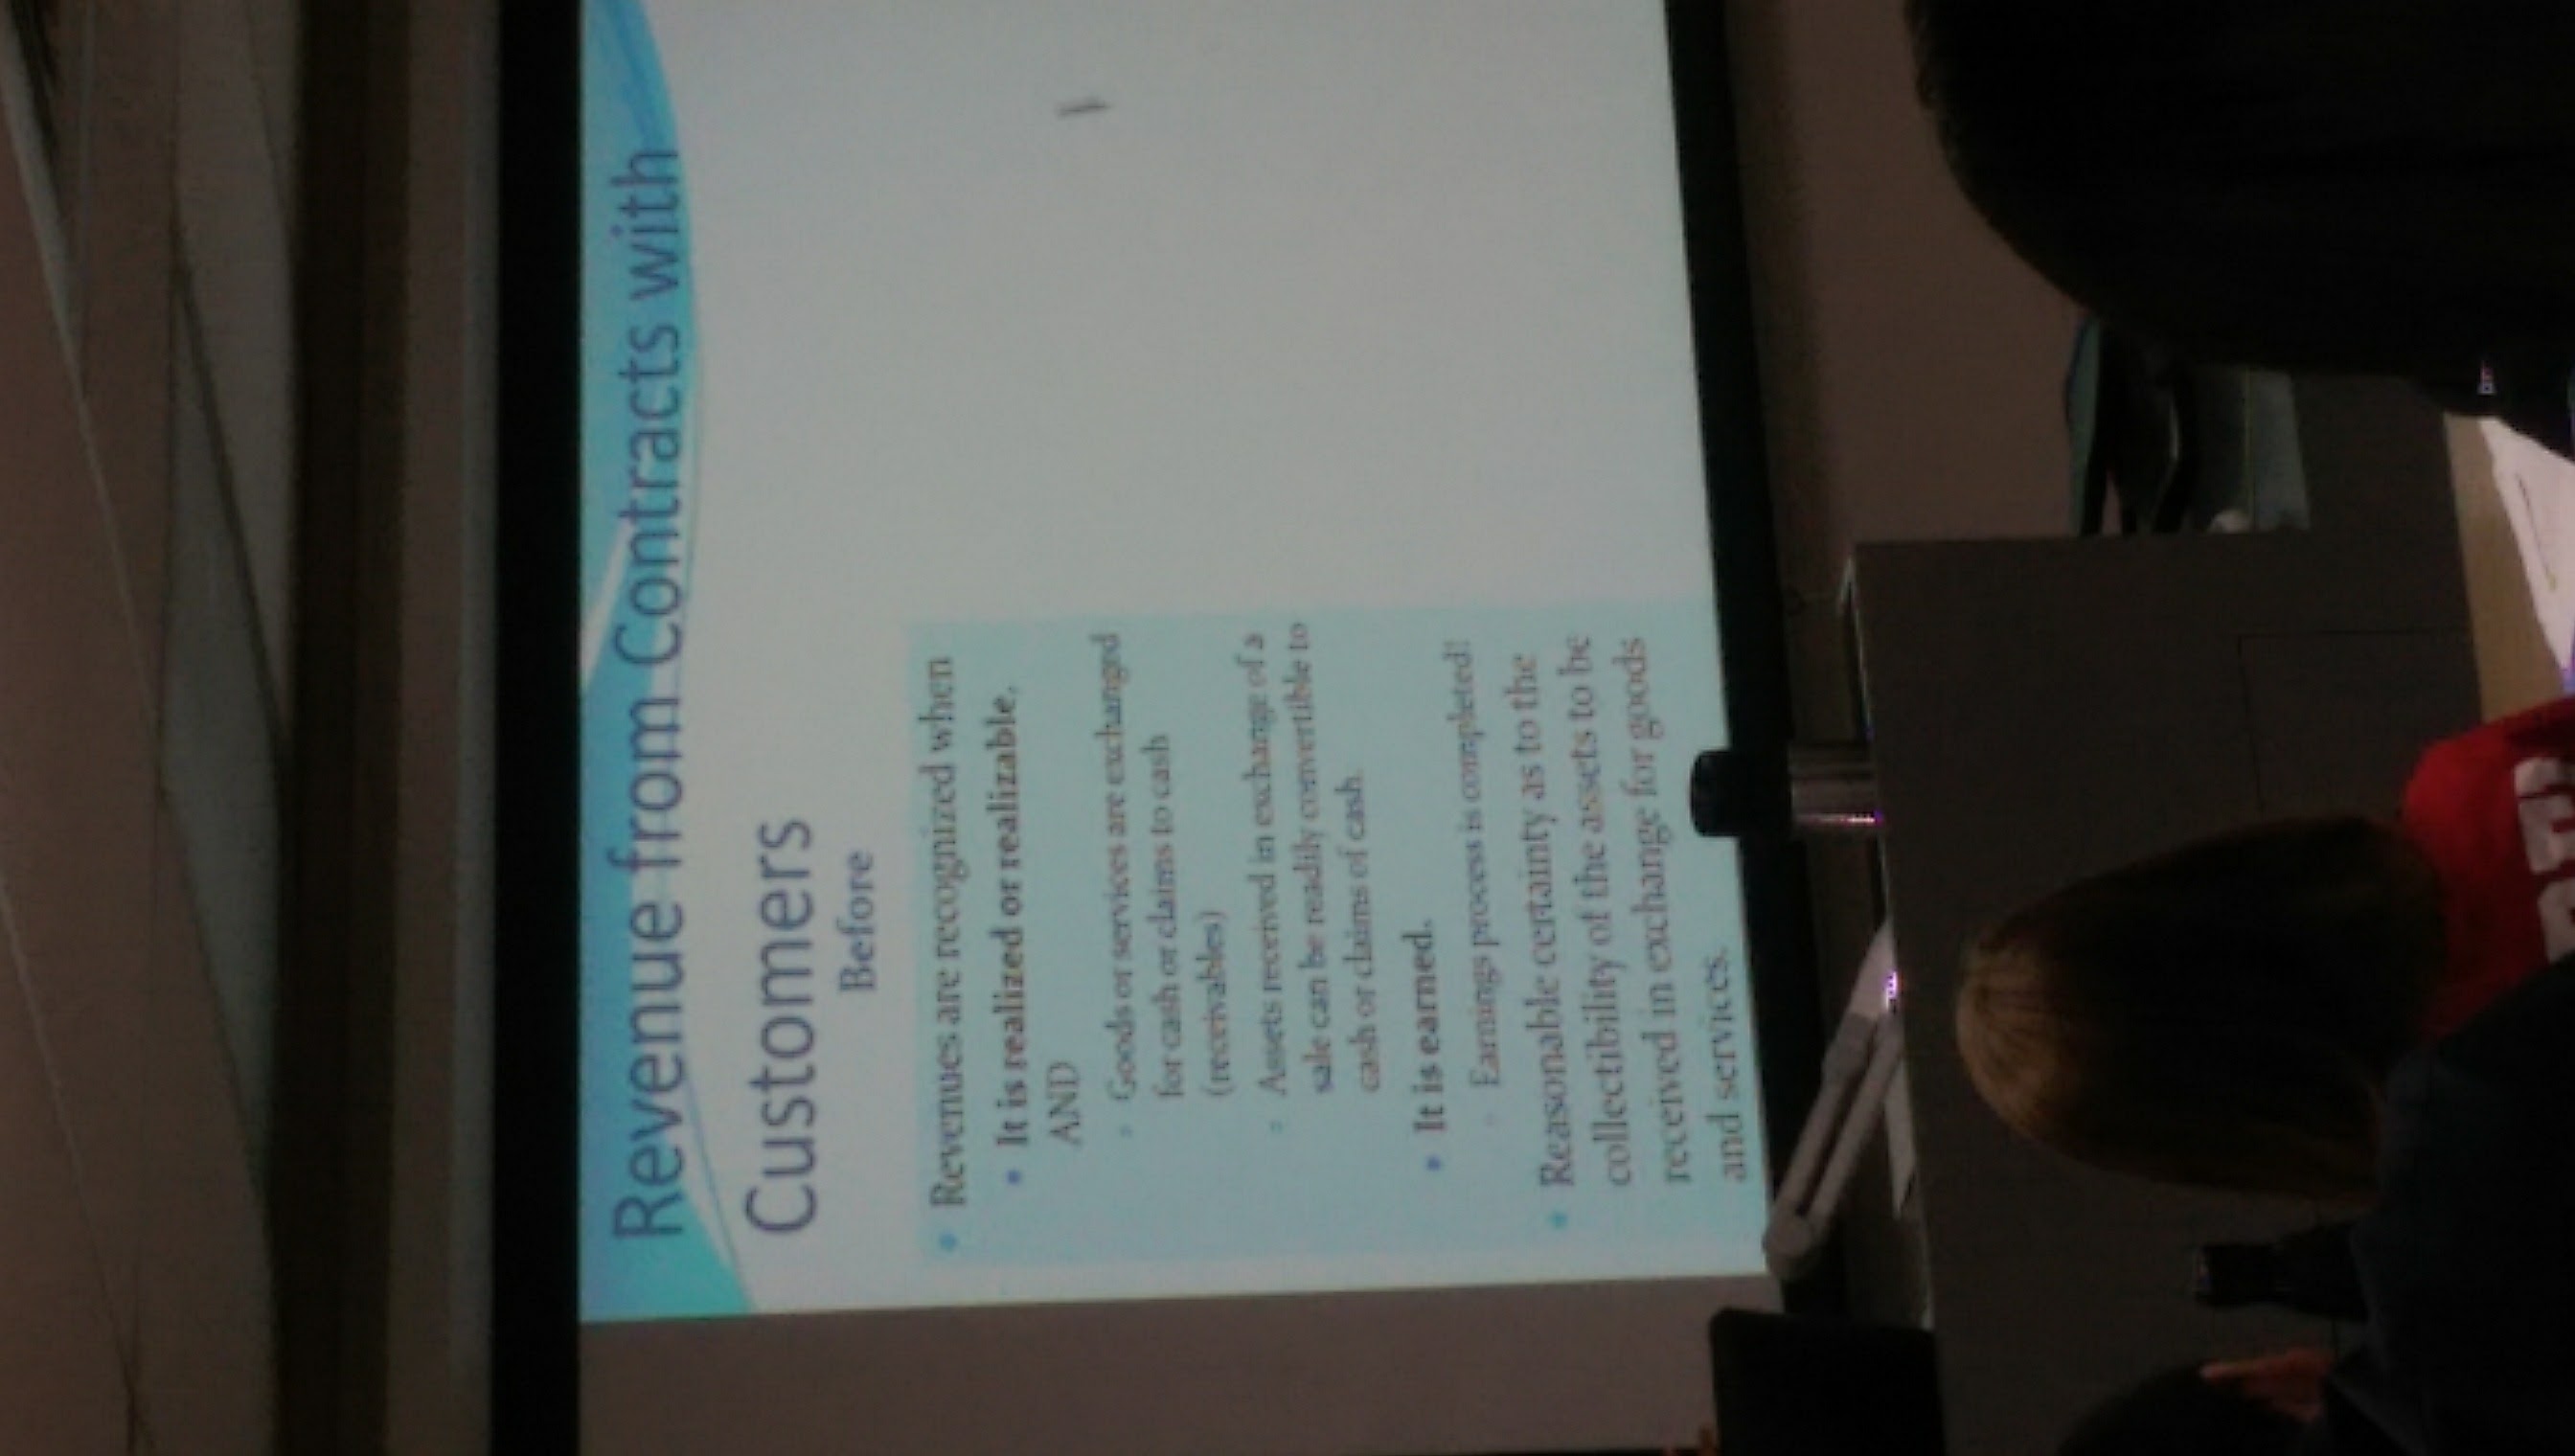 Revenue from Contracts with
Customers
Before
Revenues are recognized when
It is realized or realizable.
AND
Goods or services are exchanged
for cash or claims to cash
(receivables)
Assets received in exchange of a
sale can be readily convertible to
cash or claims of cash.
It is earned.
Earnings process is completed!
Reasonable certainty as to the
collectibility of the assets to be
received in exchange for goods
and services.